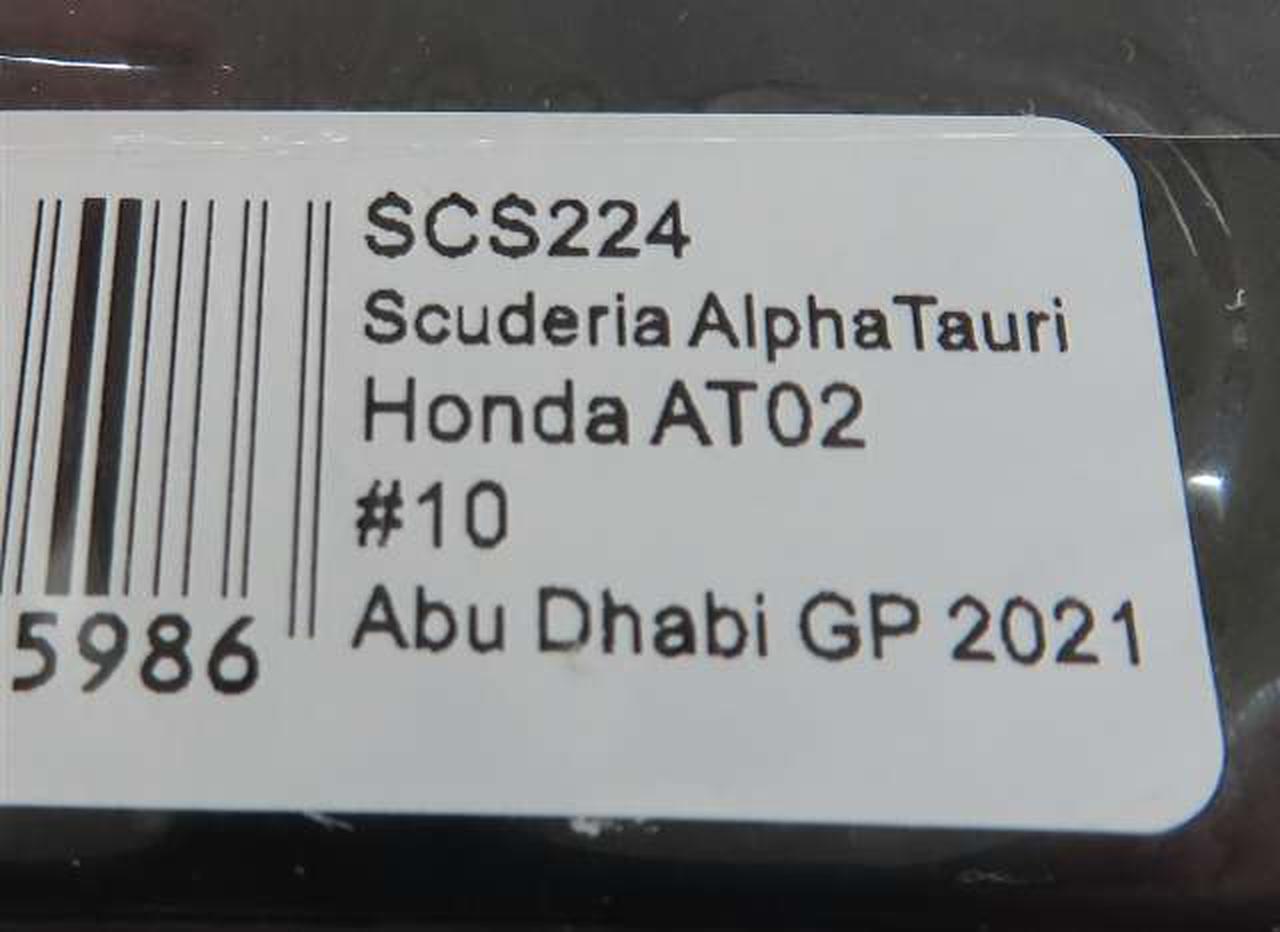 SCS224
Scuderia AlphaTauri
Honda AT02
#10
Abu Dhabi GP 2021
5986